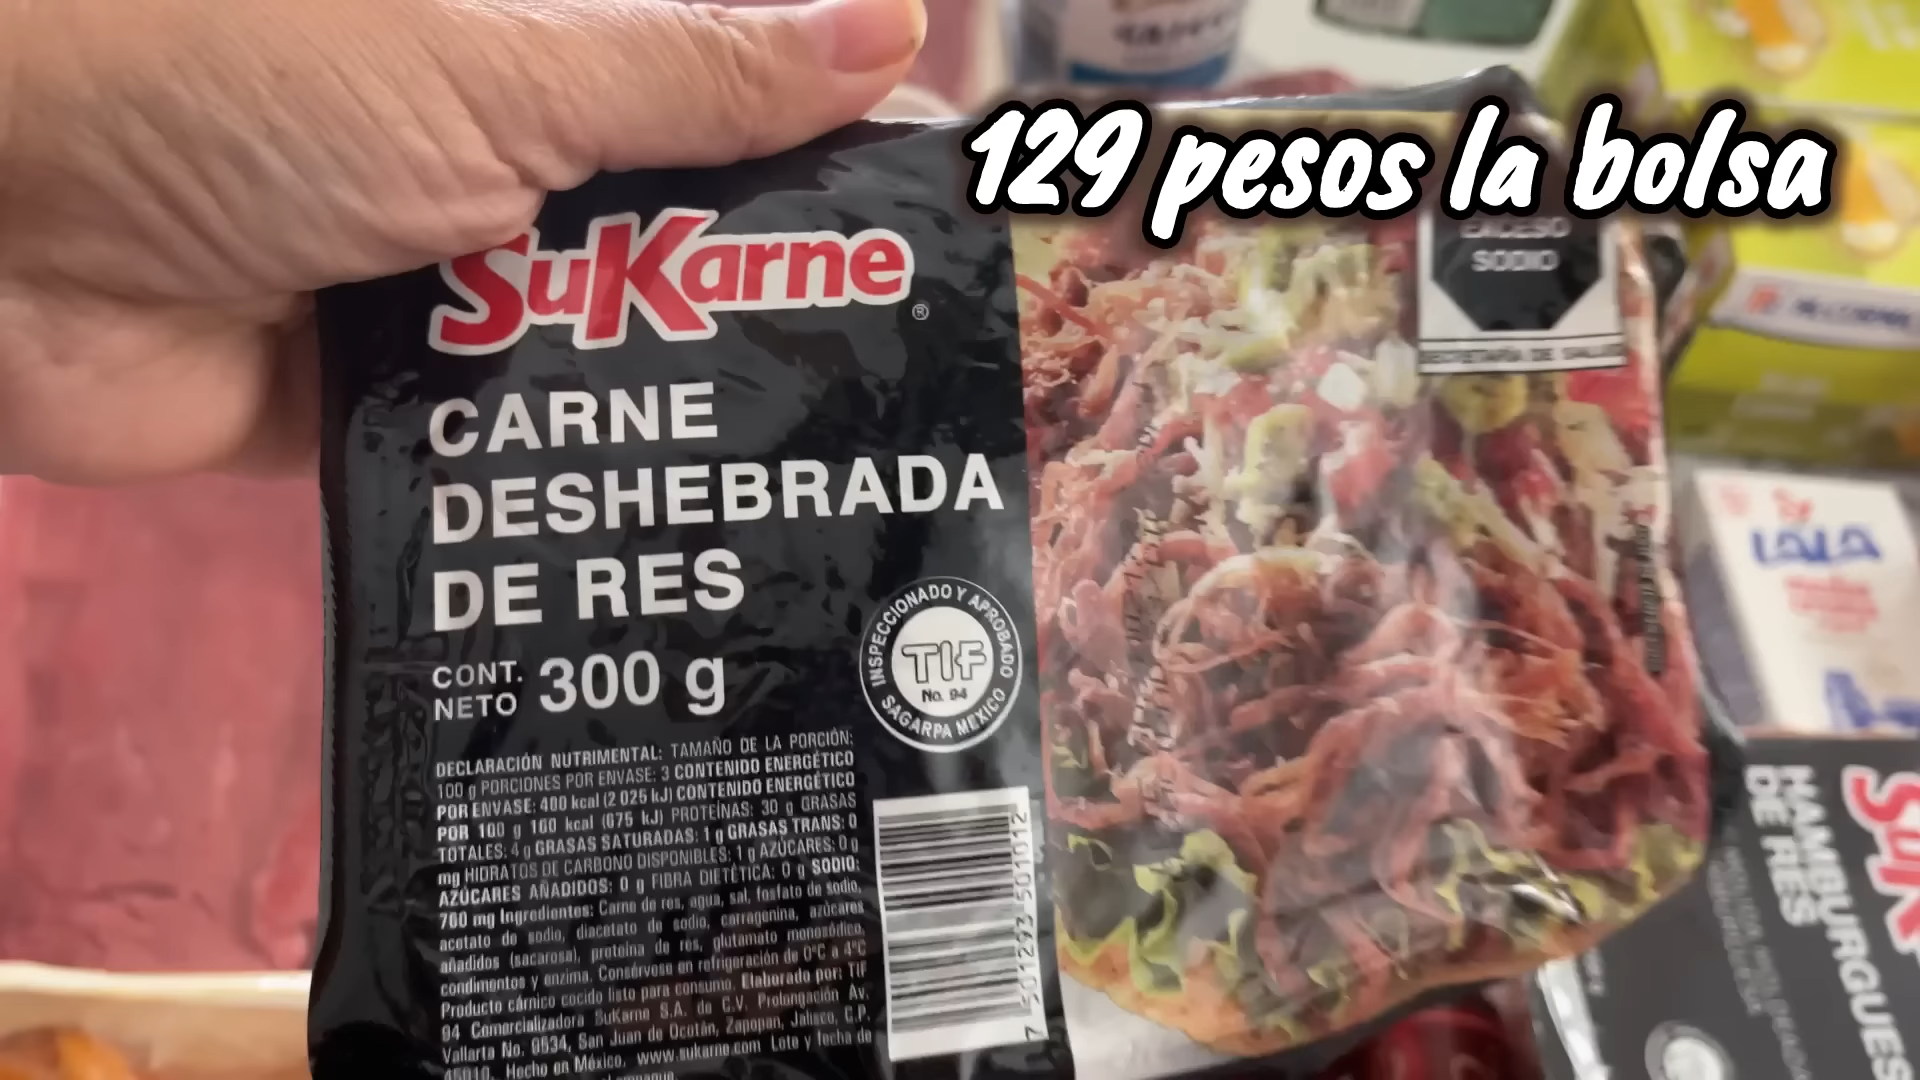 129 pesos la bolsa
SuKarne
®
CARNE
DESHEBRADA
DE RES
CONT.
NETO 300 g
INSPECCIONADO Y APROBADO
TIF
No. 94
SAGARPA MEXICO
EXCESO
SODIO
SECRETARÍA DE SALUD
DECLARACIÓN NUTRIMENTAL: TAMAÑO DE LA PORCIÓN:
100 g PORCIONES POR ENVASE: 3 CONTENIDO ENERGÉTICO
POR ENVASE: 480 kcal (2 025 kJ) CONTENIDO ENERGÉTICO
POR 100 g 160 kcal (675 kJ) PROTEÍNAS: 30 g GRASAS
TOTALES: 4 g GRASAS SATURADAS: 1 g GRASAS TRANS: 0
mg HIDRATOS DE CARBONO DISPONIBLES: 1 g AZÚCARES: 0 g
AZÚCARES AÑADIDOS: 0 g FIBRA DIETÉTICA: 0 g SODIO:
760 mg Ingredientes: Carne de res, agua, sal, fosfato de sodio,
acetato de sodio, diacetato de sodio, carragenina, azúcares
añadidos (sacarosa), proteína de res, glutamato monosódico,
condimentos y enzima. Consérvese en refrigeración de 0°C a 4°C
Producto cárnico cocido listo para consumo. Elaborado por: TIF
94 Comercializadora SuKarne S.A. de C.V. Prolongación Av.
Vallarta No. 9534, San Juan de Ocotán, Zapopan, Jalisco, C.P.
45010. Hecho en México. www.sukarne.com Lote y fecha de
7 501293 501012
LALA
SuK
HAMBURGUES
DE RES